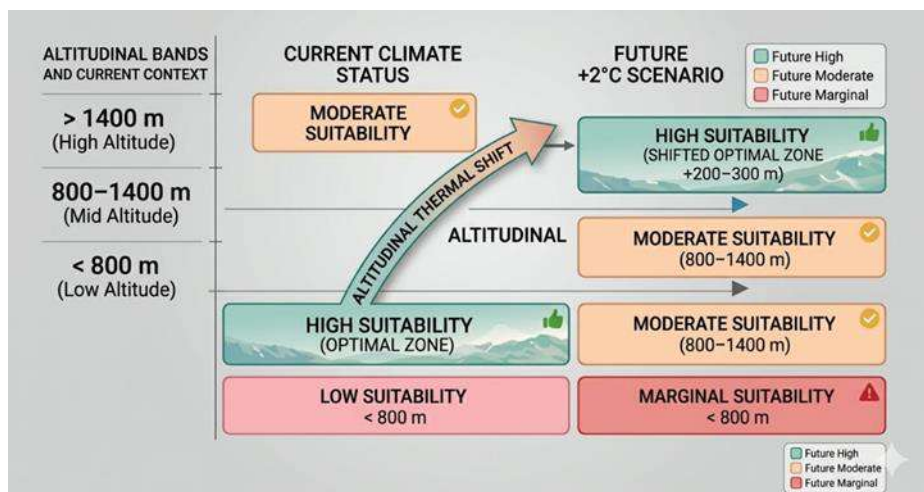 ALTITUDINAL BANDS
AND CURRENT CONTEXT
CURRENT CLIMATE
STATUS
FUTURE
+2°C SCENARIO
Future High
Future Moderate
Future Marginal
> 1400 m
(High Altitude)
MODERATE
SUITABILITY
HIGH SUITABILITY
(SHIFTED OPTIMAL ZONE
+200–300 m)
800–1400 m
(Mid Altitude)
ALTITUDINAL THERMAL SHIFT
ALTITUDINAL
MODERATE SUITABILITY
(800–1400 m)
< 800 m
(Low Altitude)
HIGH SUITABILITY
(OPTIMAL ZONE)
MODERATE SUITABILITY
(800–1400 m)
LOW SUITABILITY
< 800 m
MARGINAL SUITABILITY
< 800 m
Future High
Future Moderate
Future Marginal